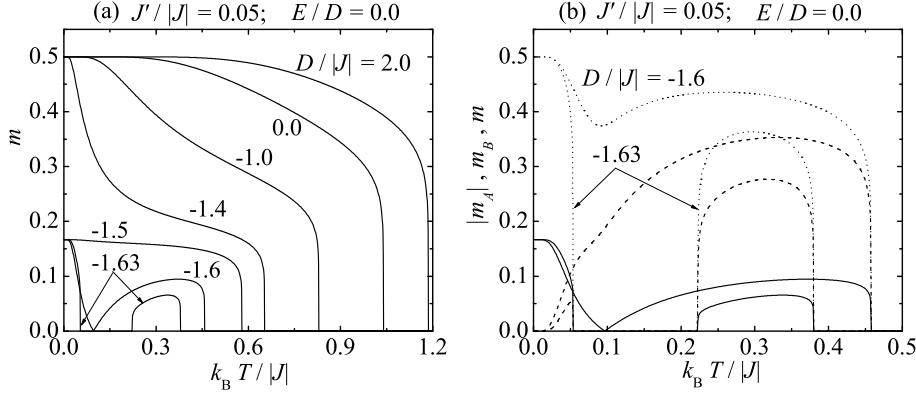 (a) J'/|J| = 0.05; E/D = 0.0
0.5
0.4
0.3
0.2
0.1
0.0
m
D/|J| = 2.0
0.0
-1.0
-1.4
-1.5
-1.63
-1.6
0.0 0.3 0.6 0.9 1.2
k_B T/|J|
(b) J'/|J| = 0.05; E/D = 0.0
0.5
0.4
0.3
0.2
0.1
0.0
|m_A|, m_B, m
D/|J| = -1.6
-1.63
0.0 0.1 0.2 0.3 0.4 0.5
k_B T/|J|